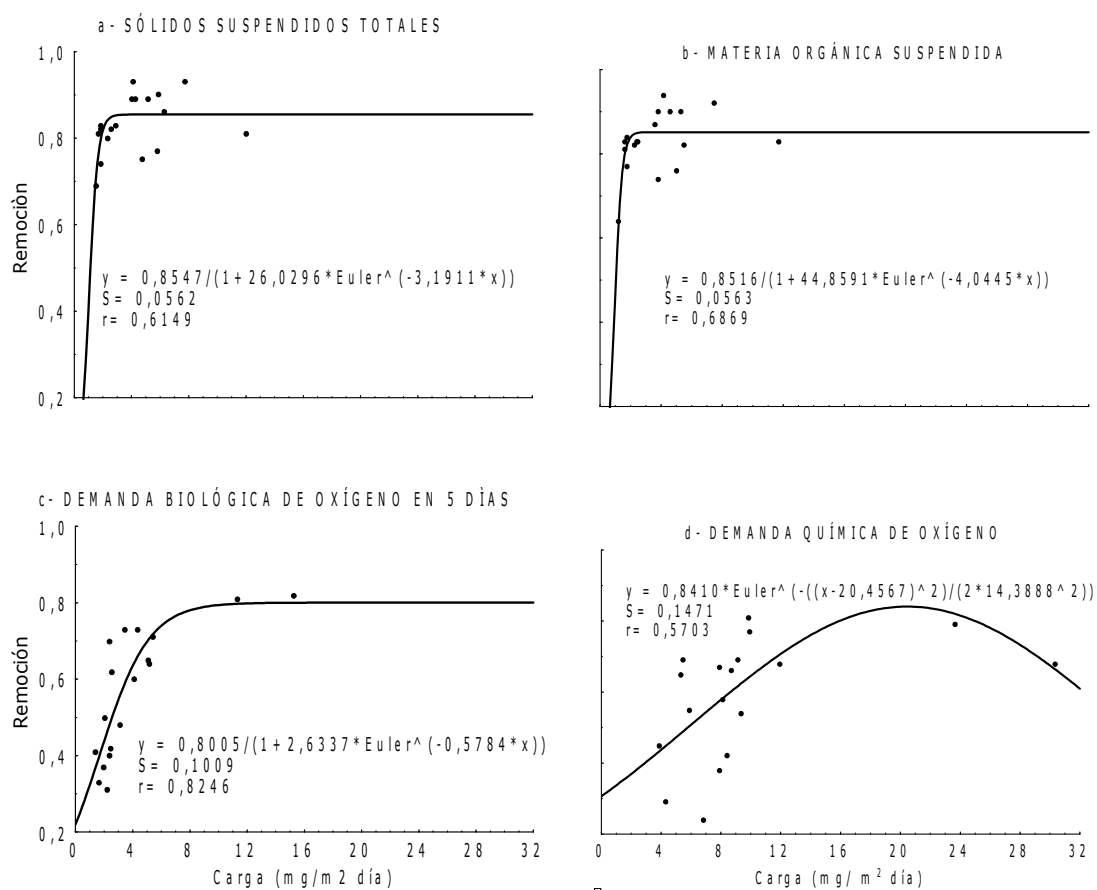 a- SÓLIDOS SUSPENDIDOS TOTALES
1,0
0,8
0,6
0,4
0,2
Remociòn
y = 0,8547/(1+26,0296*Euler^(-3,1911*x))
S= 0,0562
r= 0,6149
b- MATERIA ORGÁNICA SUSPENDIDA
y = 0,8516/(1+44,8591*Euler^(-4,0445*x))
S= 0,0563
r= 0,6869
c- DEMANDA BIOLÓGICA DE OXÍGENO EN 5 DÌAS
1,0
0,8
0,6
0,4
0,2
Remoción
y = 0,8005/(1+2,6337*Euler^(-0,5784*x))
S= 0,1009
r= 0,8246
0 4 8 12 16 20 24 28 32
Carga (mg/m2 día)
d- DEMANDA QUÍMICA DE OXÍGENO
y = 0,8410*Euler^(-((x-20,4567)^2)/(2*14,3888^2))
S= 0,1471
r= 0,5703
0 4 8 12 16 20 24 28 32
Carga (mg/m² día)